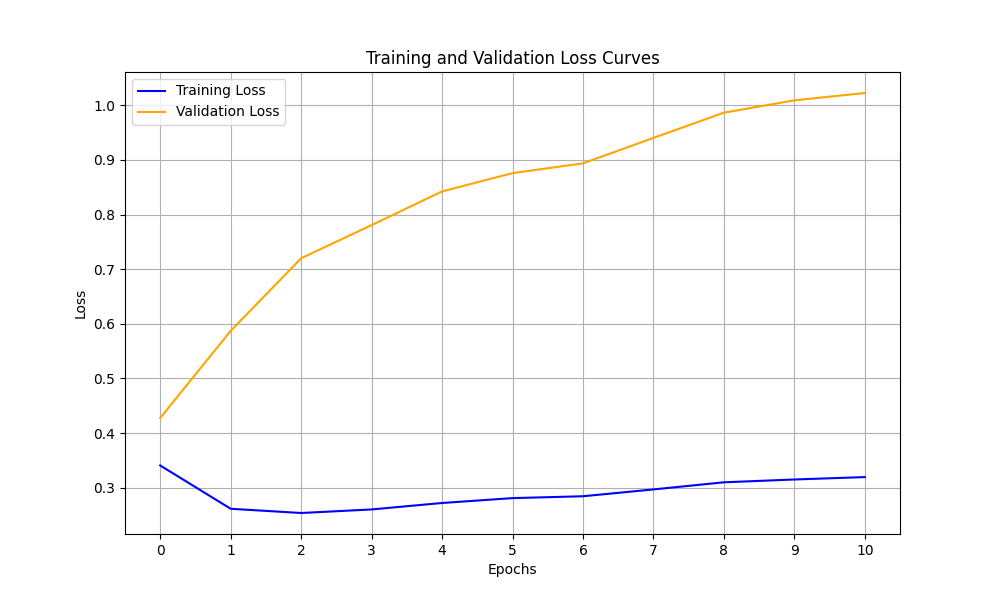 Training and Validation Loss Curves
Training Loss
Validation Loss
1.0
0.9
0.8
0.7
0.6
0.5
0.4
0.3
Loss
0 1 2 3 4 5 6 7 8 9 10
Epochs